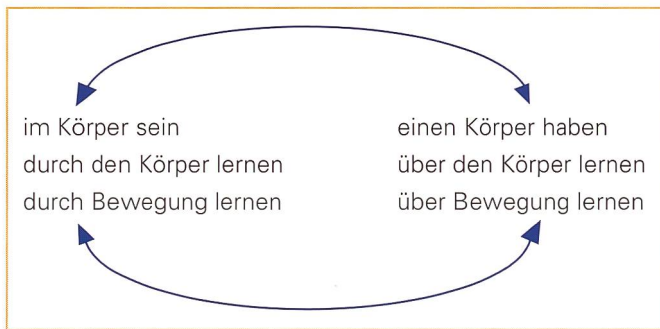 im Körper sein
durch den Körper lernen
durch Bewegung lernen
einen Körper haben
über den Körper lernen
über Bewegung lernen